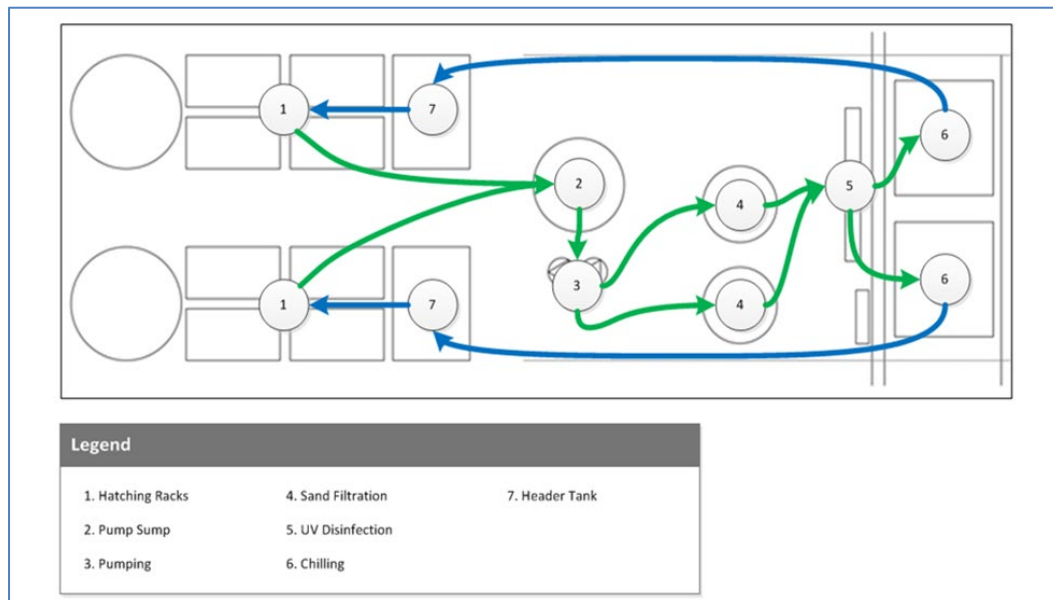 1
7
6
2
5
4
3
4
6
1
7
Legend
1. Hatching Racks
4. Sand Filtration
7. Header Tank
2. Pump Sump
5. UV Disinfection
3. Pumping
6. Chilling